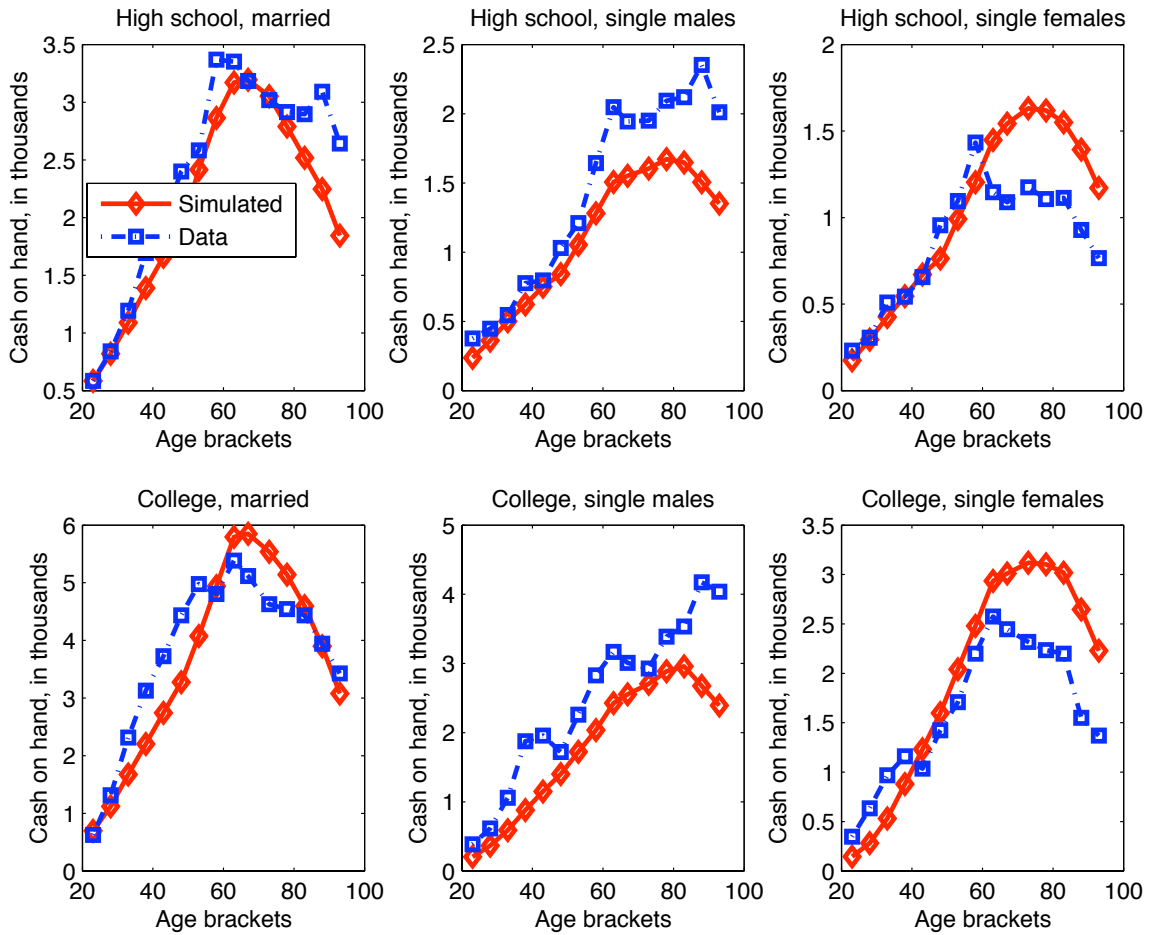 High school, married
High school, single males
High school, single females
3.5
3
2.5
2
1.5
1
0.5
Cash on hand, in thousands
Simulated
Data
20 40 60 80 100
Age brackets
2.5
2
1.5
1
0.5
0
Cash on hand, in thousands
20 40 60 80 100
Age brackets
2
1.5
1
0.5
0
Cash on hand, in thousands
20 40 60 80 100
Age brackets
College, married
College, single males
College, single females
6
5
4
3
2
1
0
Cash on hand, in thousands
20 40 60 80 100
Age brackets
5
4
3
2
1
0
Cash on hand, in thousands
20 40 60 80 100
Age brackets
3.5
3
2.5
2
1.5
1
0.5
0
Cash on hand, in thousands
20 40 60 80 100
Age brackets